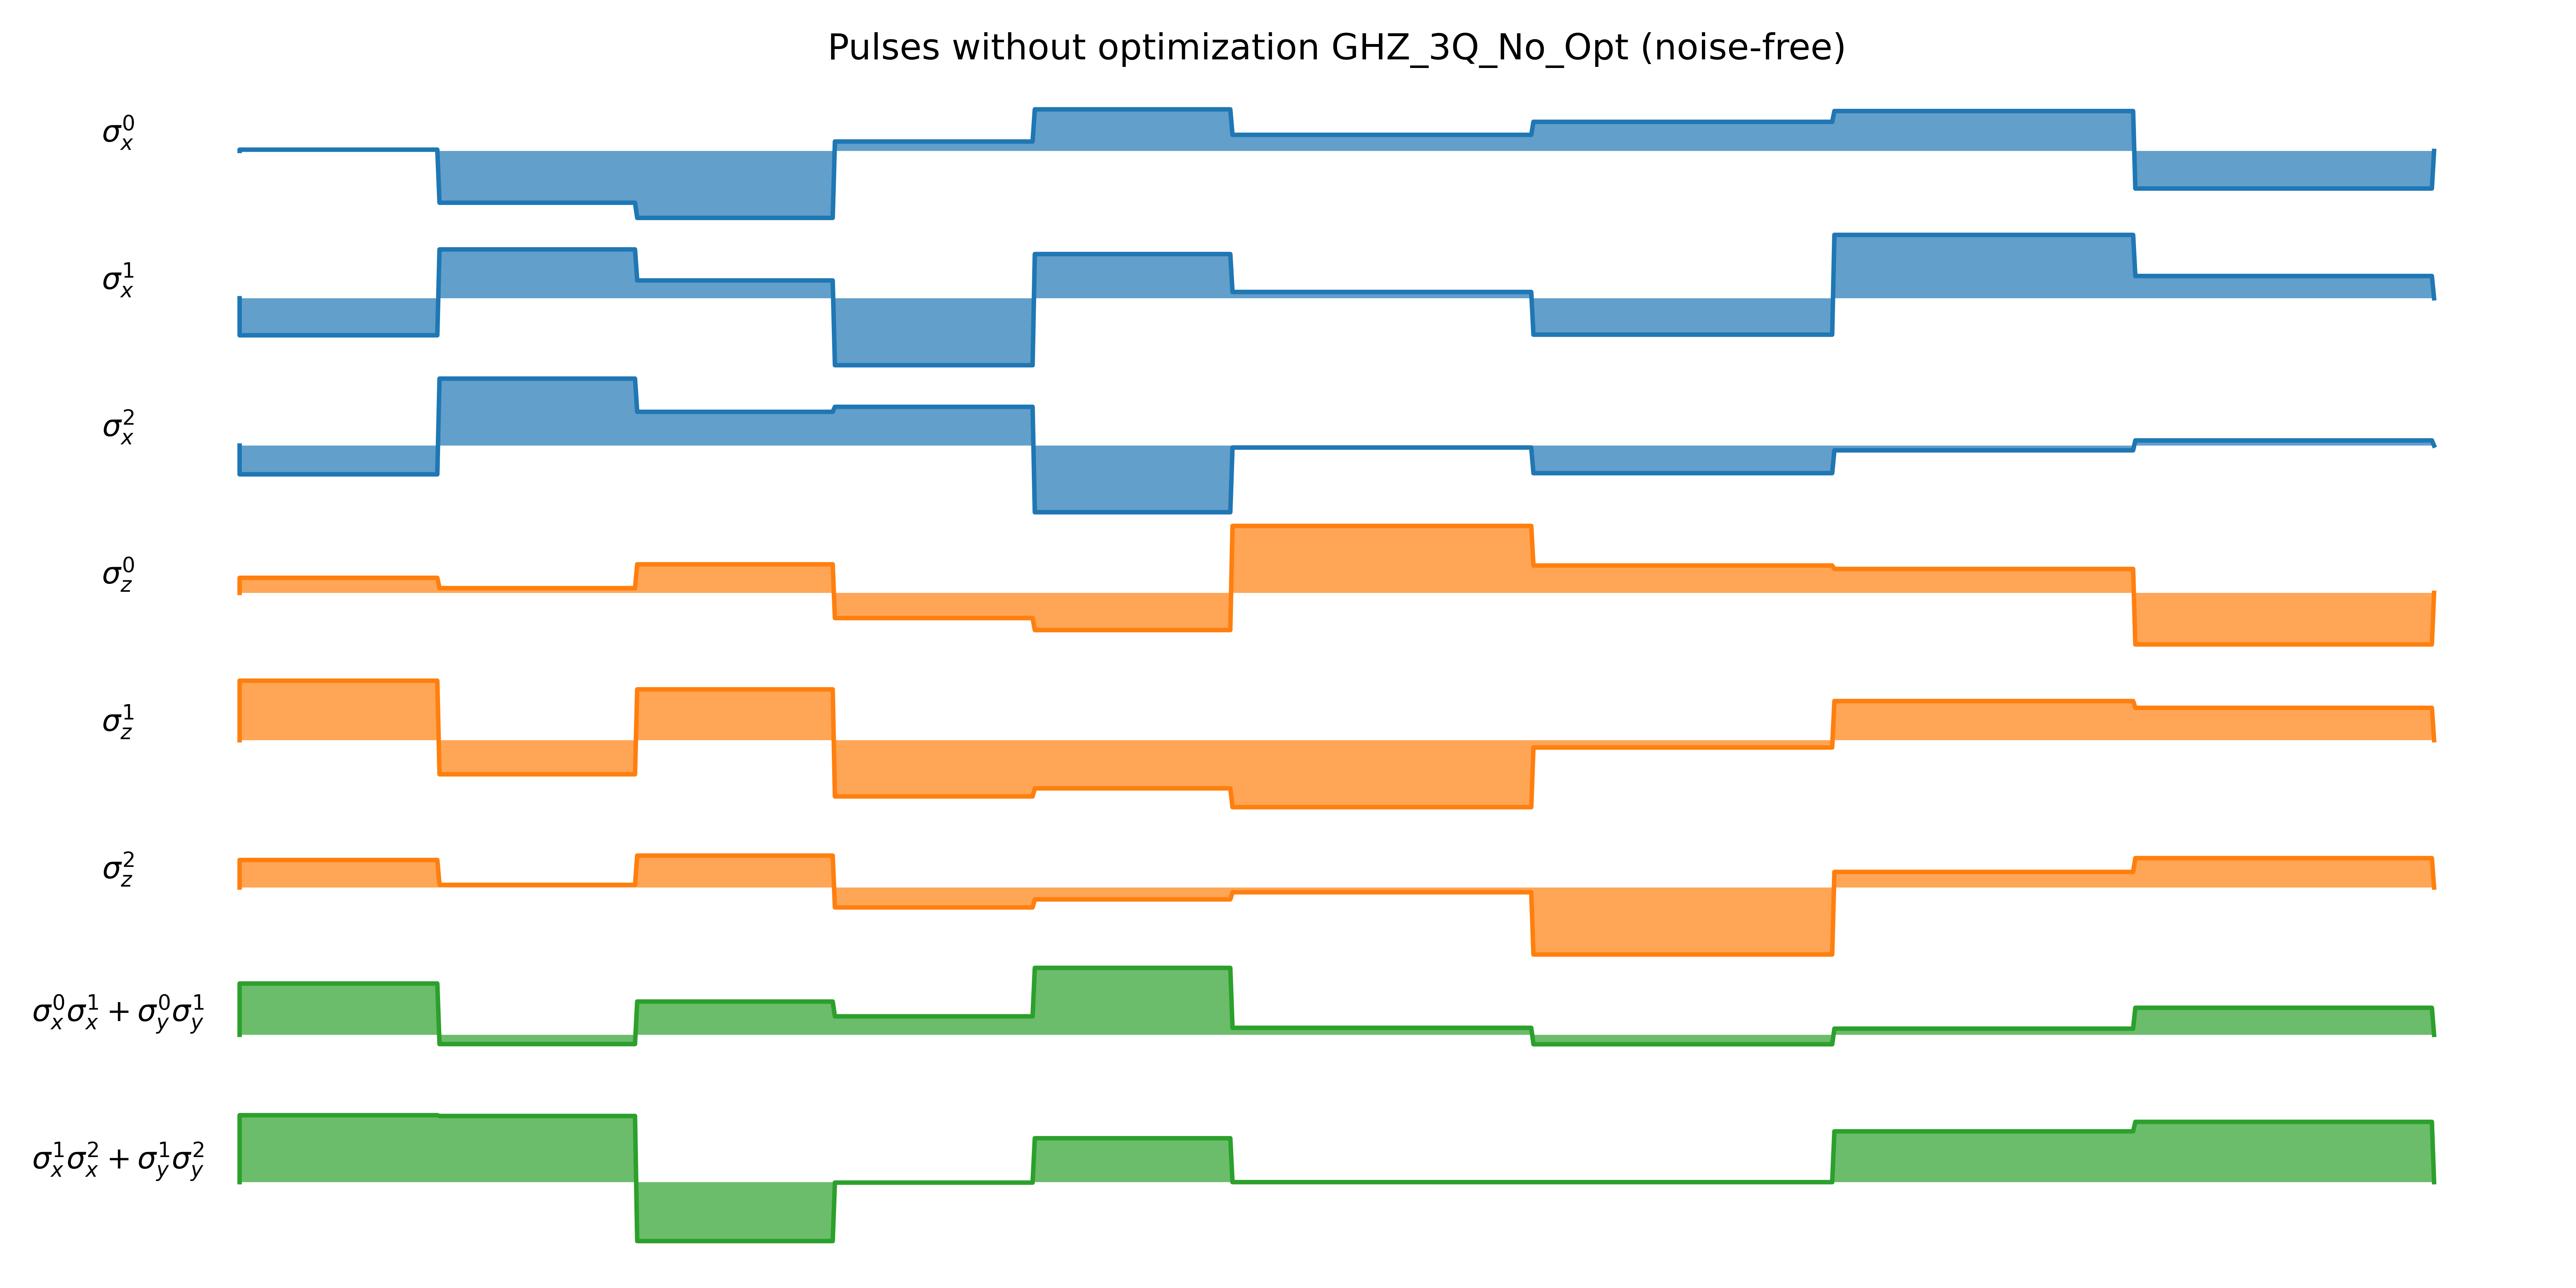 Pulses without optimization GHZ_3Q_No_Opt (noise-free)
σ_x^0
σ_x^1
σ_x^2
σ_z^0
σ_z^1
σ_z^2
σ_x^0σ_x^1 + σ_y^0σ_y^1
σ_x^1σ_x^2 + σ_y^1σ_y^2